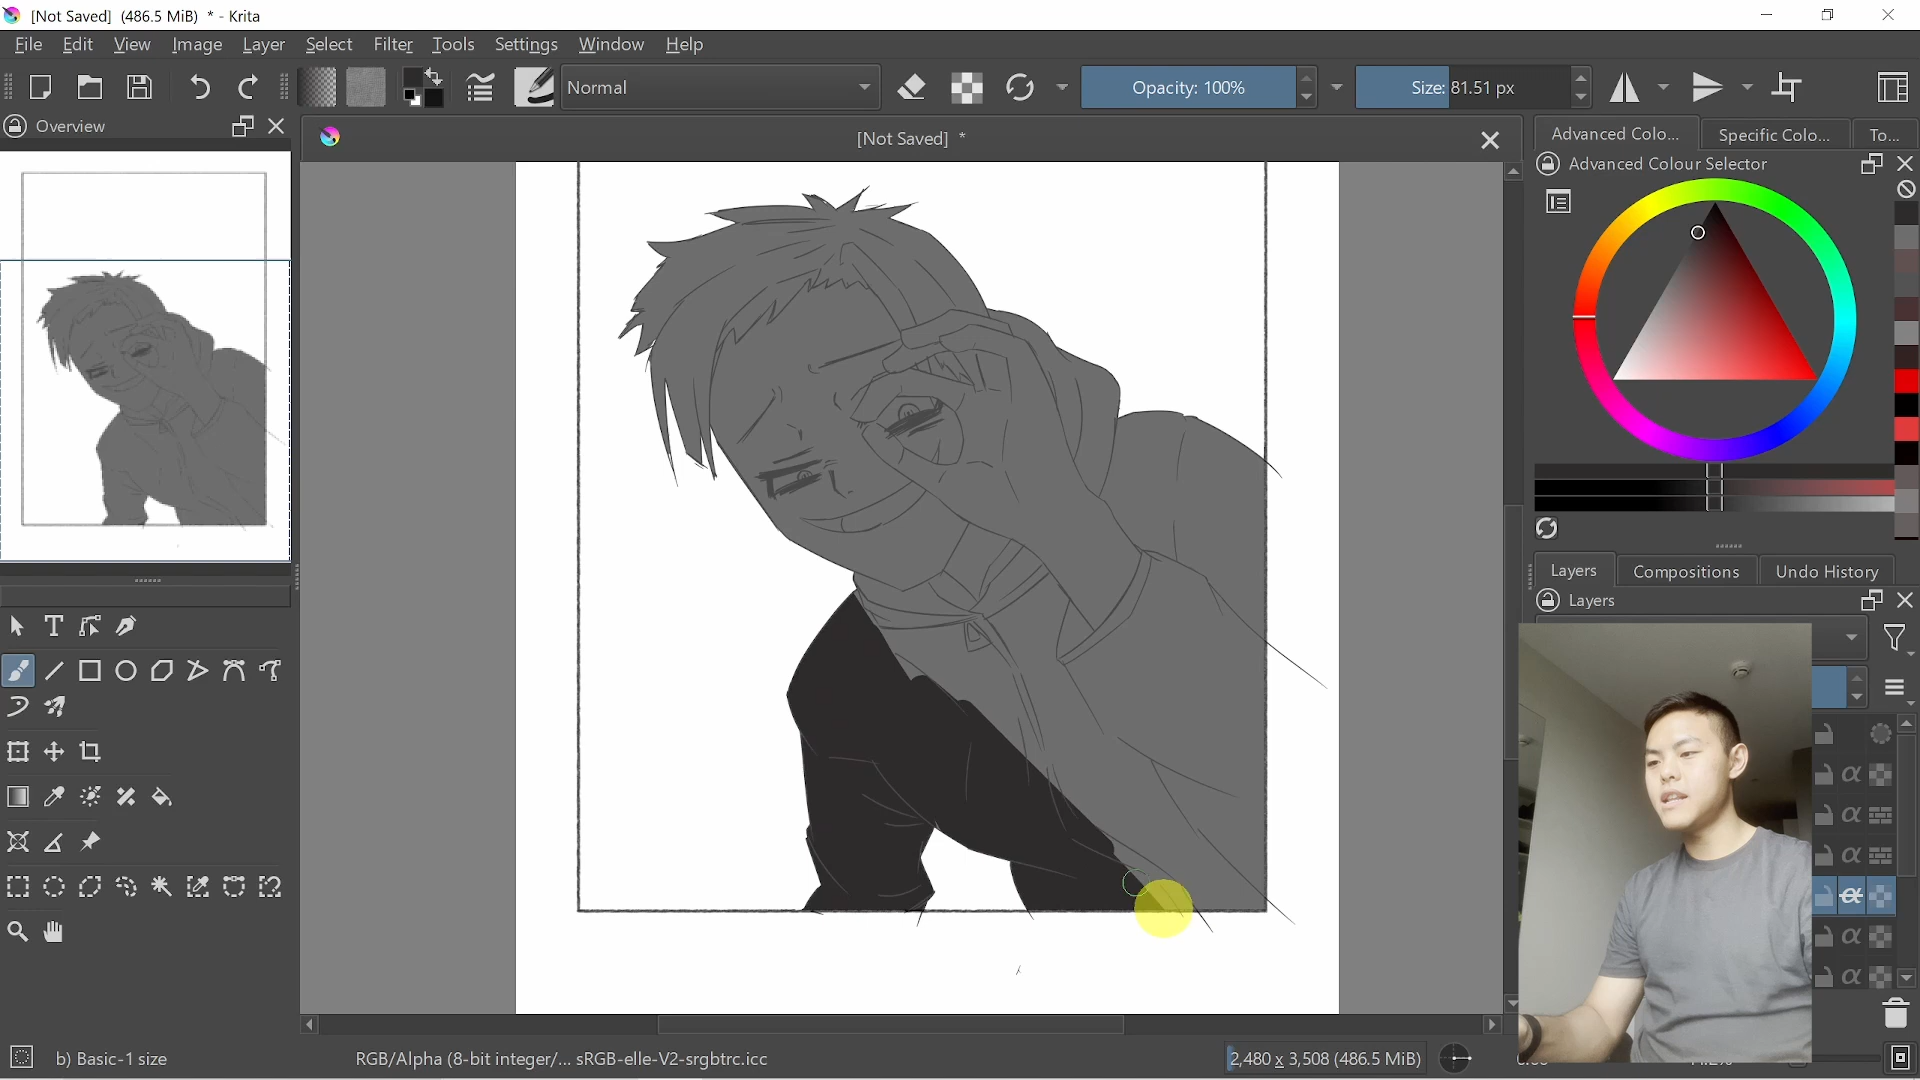 [Not Saved]  (486.5 MiB)  * - Krita
File Edit View Image Layer Select Filter Tools Settings Window Help
Normal
Opacity: 100%
Size: 81.51 px
Overview
[Not Saved]  *
Advanced Colo...
Specific Colo...
To...
Advanced Colour Selector
Layers
Compositions
Undo History
Layers
b) Basic-1 size
RGB/Alpha (8-bit integer/... sRGB-elle-V2-srgbtrc.icc
2,480 x 3,508 (486.5 MiB)